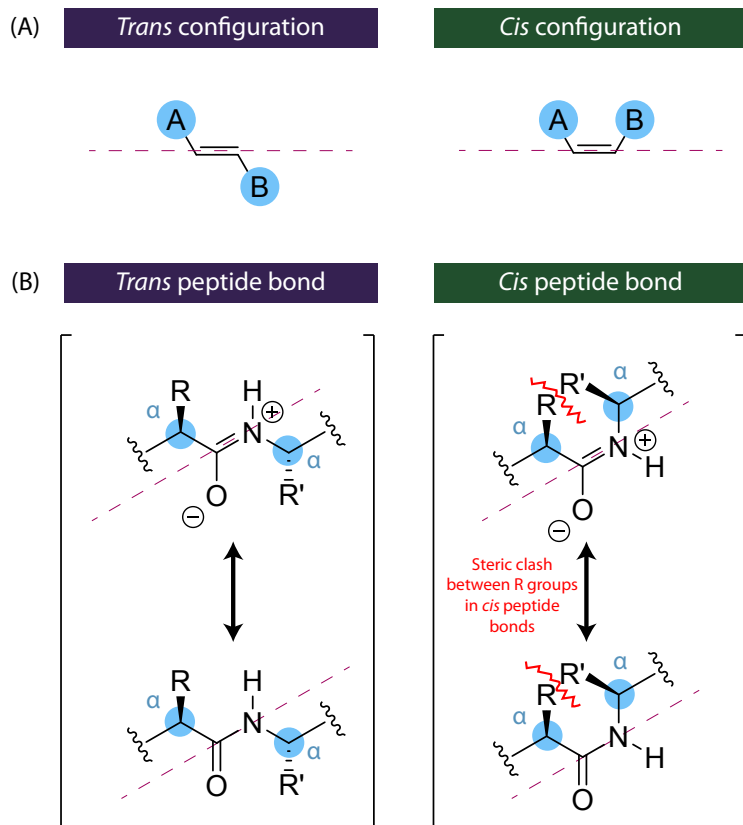 (A)
Trans configuration
Cis configuration
A
B
A
B
(B)
Trans peptide bond
Cis peptide bond
R
H
α
N
+
α
O
−
R'
R'
α
R
α
N
+
H
O
−
Steric clash
between R groups
in cis peptide
bonds
R
H
α
N
α
O
R'
R'
α
R
α
N
H
O